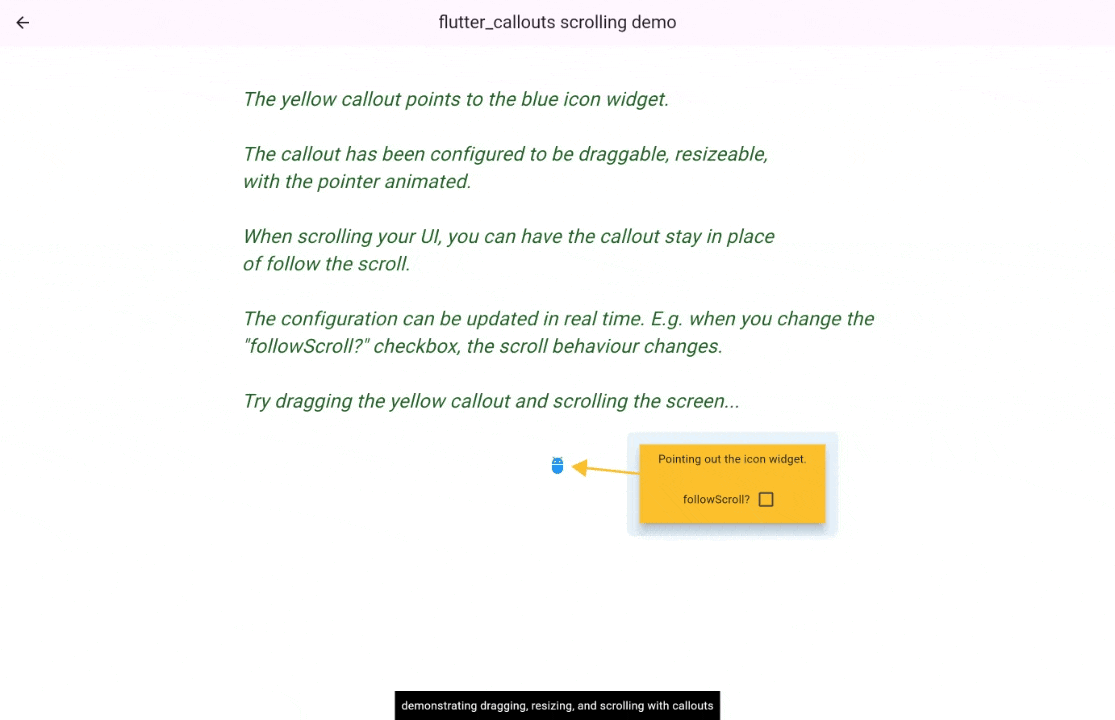 flutter_callouts scrolling demo
The yellow callout points to the blue icon widget.
The callout has been configured to be draggable, resizeable,
with the pointer animated.
When scrolling your UI, you can have the callout stay in place
of follow the scroll.
The configuration can be updated in real time. E.g. when you change the
"followScroll?" checkbox, the scroll behaviour changes.
Try dragging the yellow callout and scrolling the screen...
Pointing out the icon widget.
followScroll?
demonstrating dragging, resizing, and scrolling with callouts